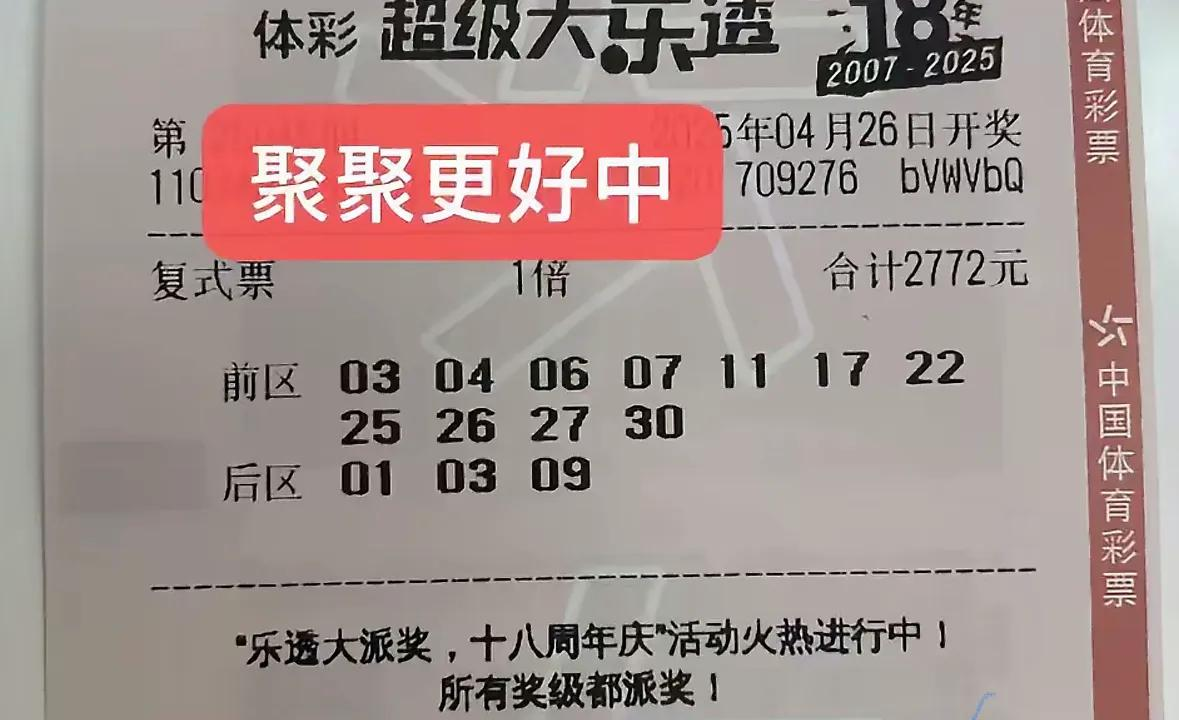 体彩 超级大乐透 18年
2007-2025
第 5年04月26日开奖
110 709276 bVWVbQ
聚聚更好中
复式票 1倍 合计2772元
前区 03 04 06 07 11 17 22
25 26 27 30
后区 01 03 09
"乐透大派奖，十八周年庆"活动火热进行中！
所有奖级都派奖！
体育彩票
中国体育彩票